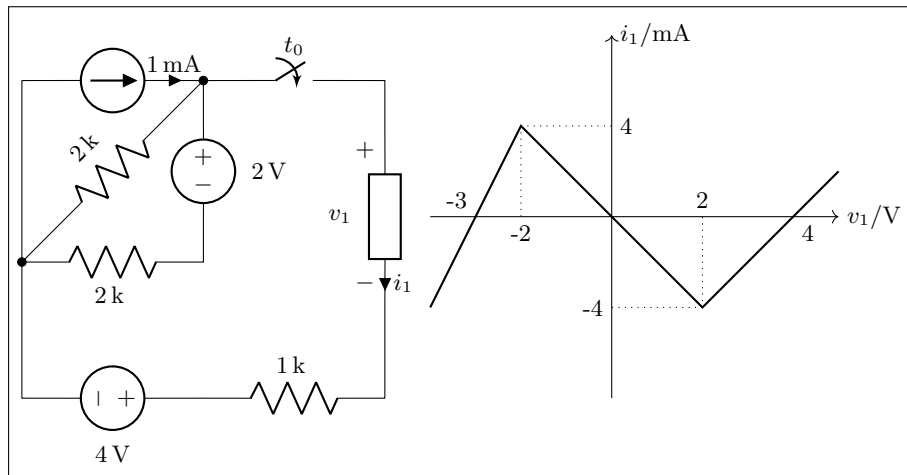 t₀
i₁/mA
1 mA
4
2 k
+
+
−
2 V
v₁
-3
2
v₁/V
-2
4
−
i₁
2 k
-4
1 k
− +
4 V